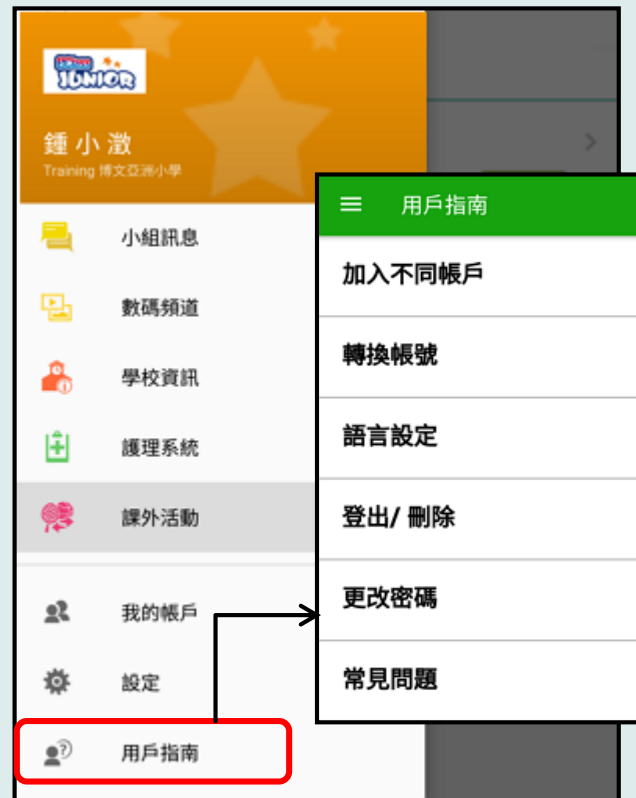 JUNIOR
鍾小澂
Training 博文亞洲小學
小組訊息
數碼頻道
學校資訊
護理系統
課外活動
我的帳戶
設定
用戶指南
用戶指南
加入不同帳戶
轉換帳號
語言設定
登出/ 刪除
更改密碼
常見問題